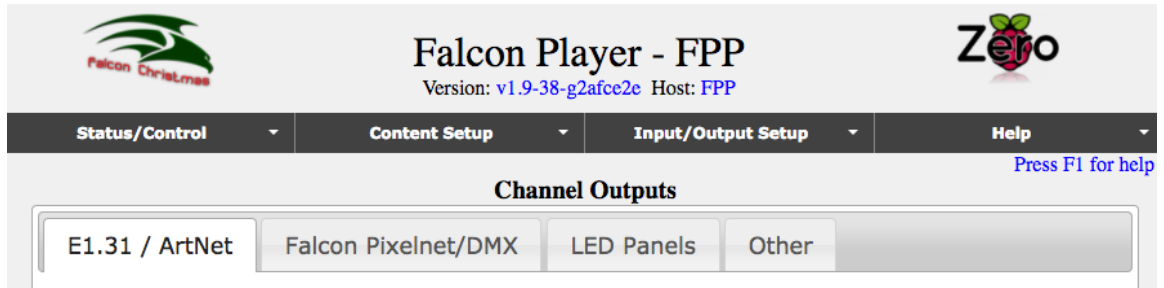 Falcon Christmas
Falcon Player - FPP
Zero
Version: v1.9-38-g2afce2e Host: FPP
Status/Control
Content Setup
Input/Output Setup
Help
Press F1 for help
Channel Outputs
E1.31 / ArtNet
Falcon Pixelnet/DMX
LED Panels
Other